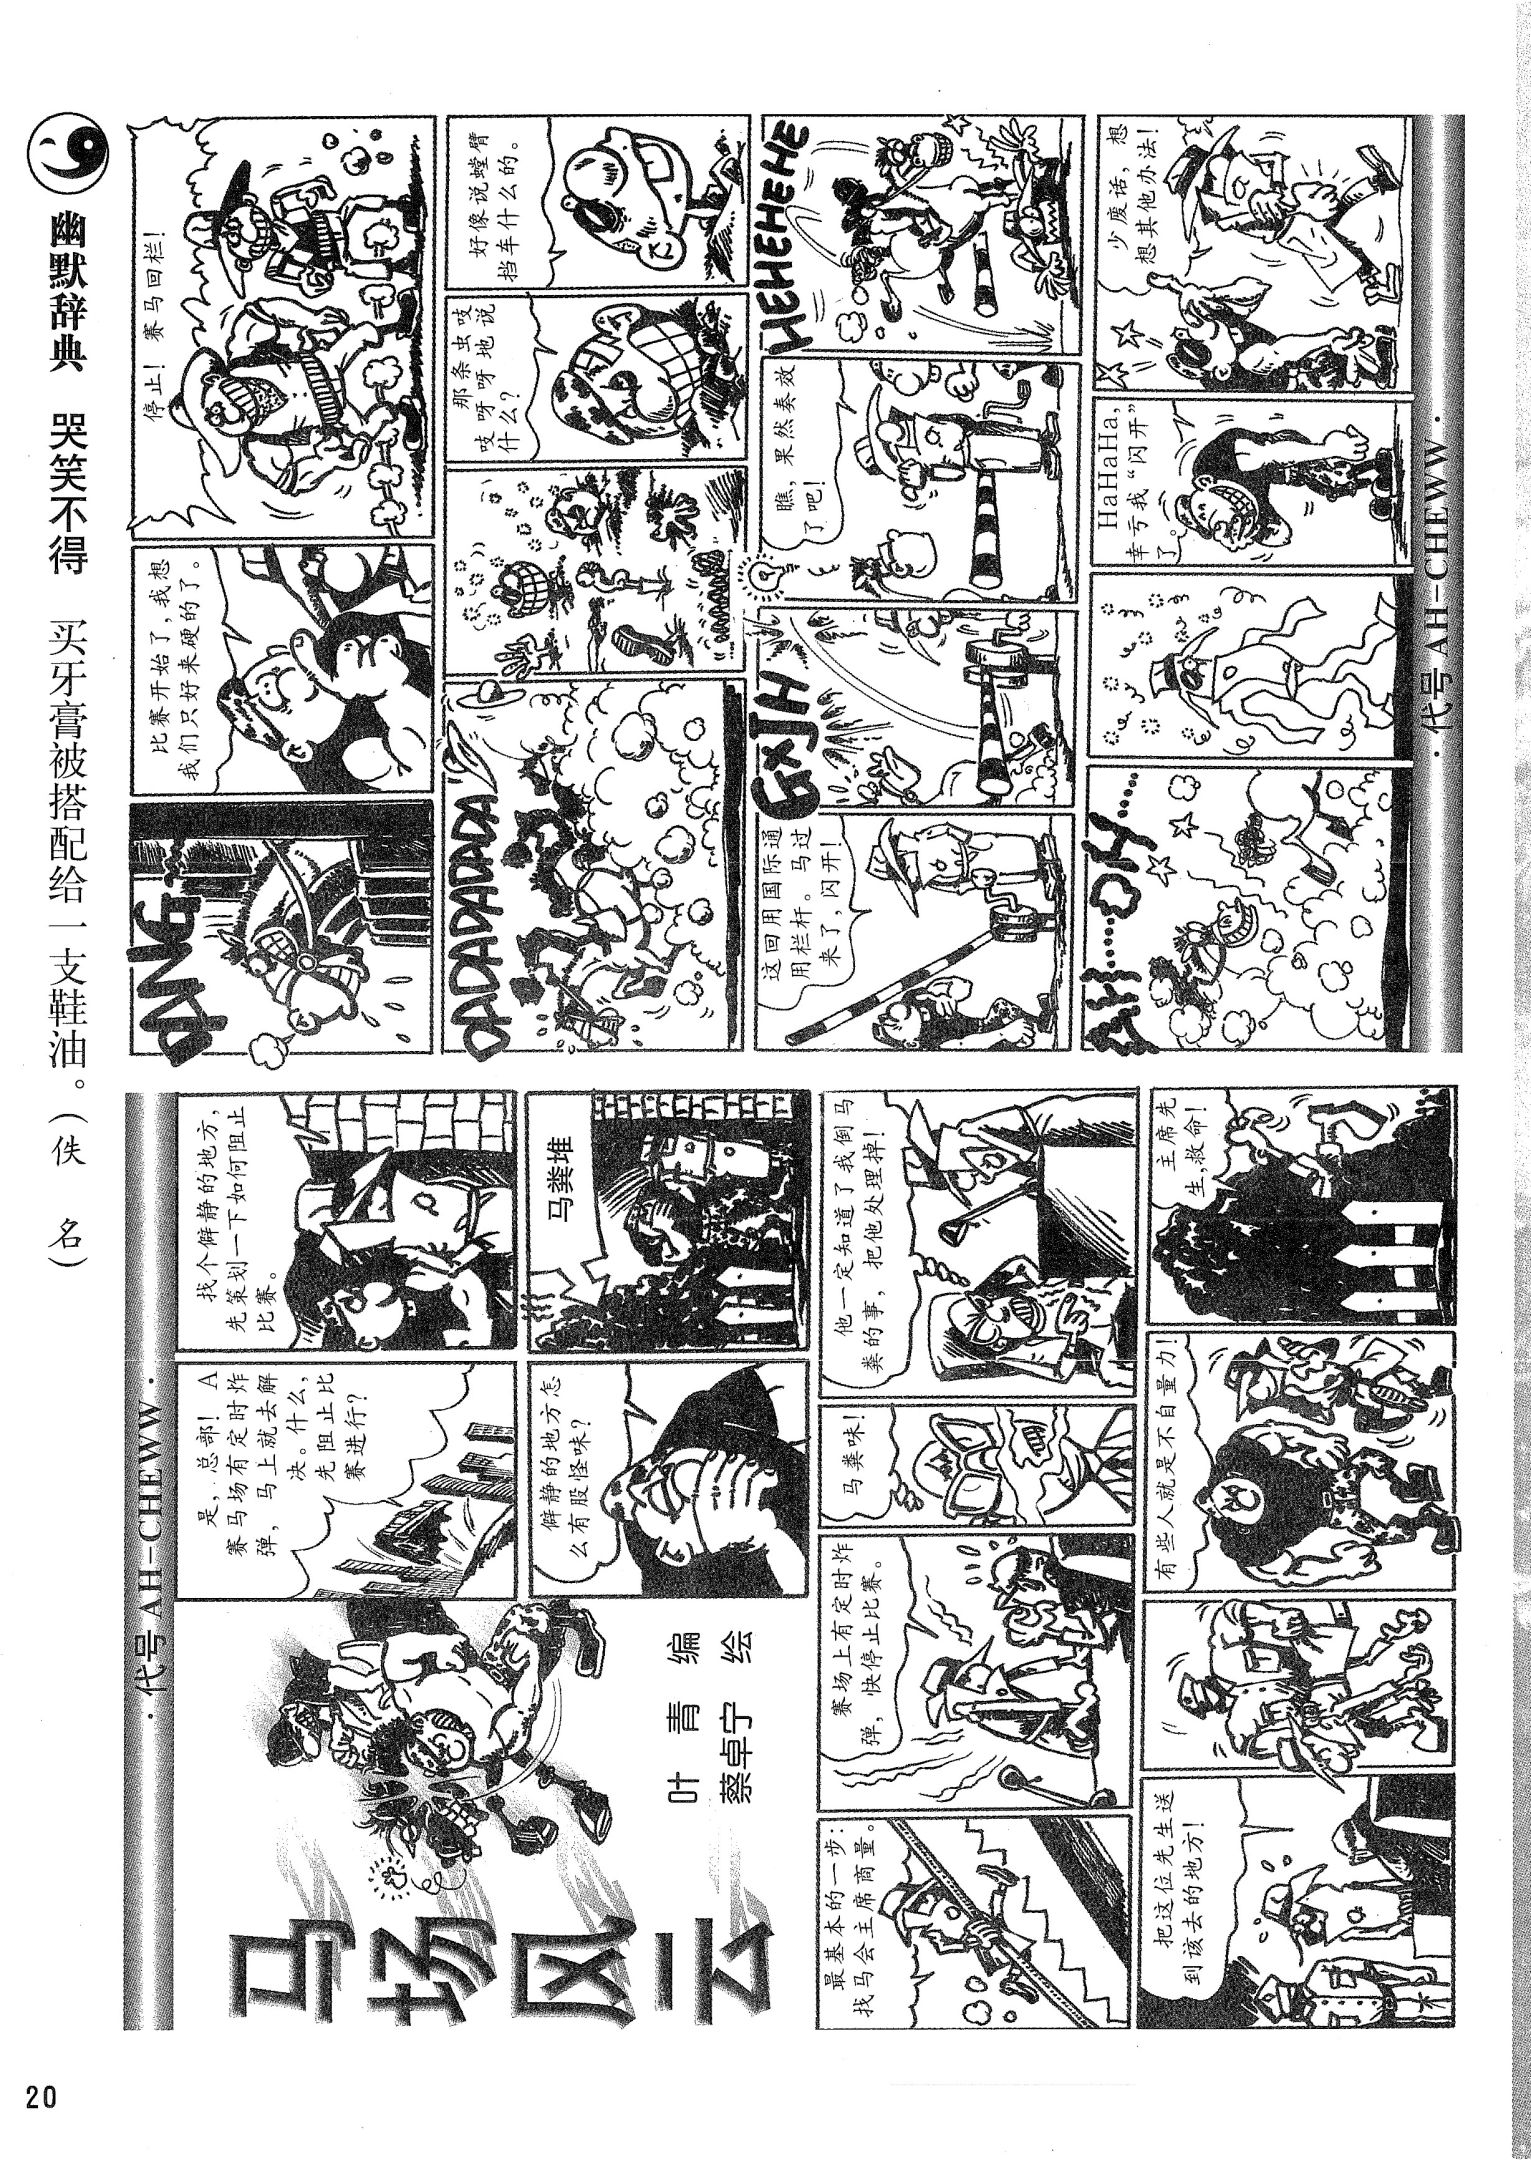 20
幽默辞典 哭笑不得 买牙膏被搭配给一支鞋油。(佚 名)
·代号 AH-CHEWW·
马场风云
叶 青 编
蔡卓宁 绘
是,总部! A
赛马场有定时炸
弹, 马上就去解
决。什么,
先阻止比
赛进行?
找个僻静的地方,
先策划一下如何阻止
比赛。
僻静的地方怎
么有股怪味?
马粪堆
最基本的一步:
找马会主席商量。
赛场上有定时炸
弹, 快停止比赛。
马粪味!
他一定知道了我倒马
粪的事, 把他处理掉!
把这位先生送
到该去的地方!
有些人就是不自量力!
主席先
生,救命!
DANG
比赛开始了,我想
我们只好来硬的了。
停止! 赛马回栏!
DADADADADA
那条虫吱
吱呀呀地说
什么?
好像说螳臂
挡车什么的。
这回用国际通
用栏杆。马过
来了,闪开!
GXJH
瞧,果然奏效
了吧!
HEHEHEHEHE
AH……OH……
HaHaHa,
幸亏我“闪开”
了。
少废话, 想
想其他办法!
·代号 AH-CHEWW·